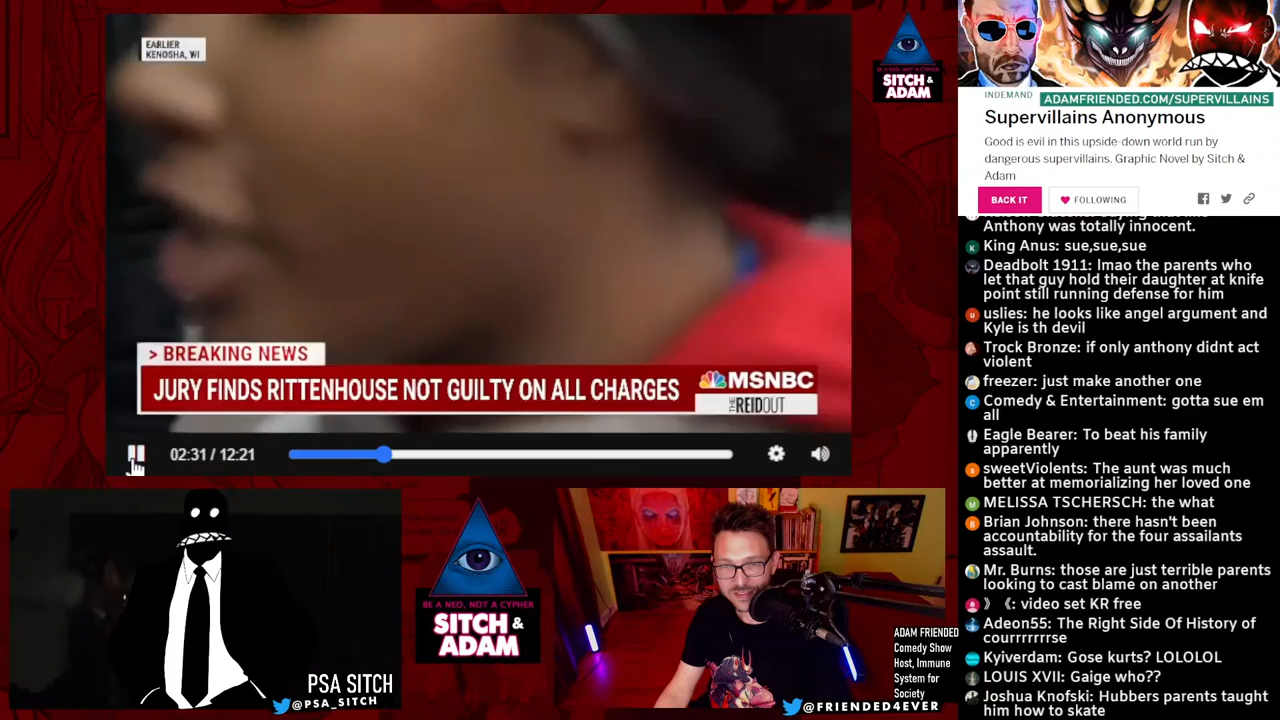 EARLIER
KENOSHA, WI
> BREAKING NEWS
JURY FINDS RITTENHOUSE NOT GUILTY ON ALL CHARGES
MSNBC
THE REIDOUT
02:31 / 12:21
BE A NEO, NOT A CYPHER
SITCH &
ADAM
INDEMAND
ADAMFRIENDED.COM/SUPERVILLAINS
Supervillains Anonymous
Good is evil in this upside-down world run by
dangerous supervillains. Graphic Novel by Sitch &
Adam
BACK IT
FOLLOWING
Anthony was totally innocent.
King Anus: sue,sue,sue
Deadbolt 1911: lmao the parents who
let that guy hold their daughter at knife
point still running defense for him
uslies: he looks like angel argument and
Kyle is th devil
Trock Bronze: if only anthony didnt act
violent
freezer: just make another one
Comedy & Entertainment: gotta sue em
all
Eagle Bearer: To beat his family
apparently
sweetViolents: The aunt was much
better at memorializing her loved one
MELISSA TSCHERSCH: the what
Brian Johnson: there hasn't been
accountability for the four assailants
assault.
Mr. Burns: those are just terrible parents
looking to cast blame on another
》 《: video set KR free
Adeon55: The Right Side Of History of
courrrrrrse
Kyiverdam: Gose kurts? LOLOLOL
LOUIS XVII: Gaige who??
Joshua Knofski: Hubbers parents taught
him how to skate
PSA SITCH
@PSA_SITCH
BE A NEO, NOT A CYPHER
SITCH &
ADAM
ADAM FRIENDED
Comedy Show
Host, Immune
System for
Society
@FRIENDED4EVER